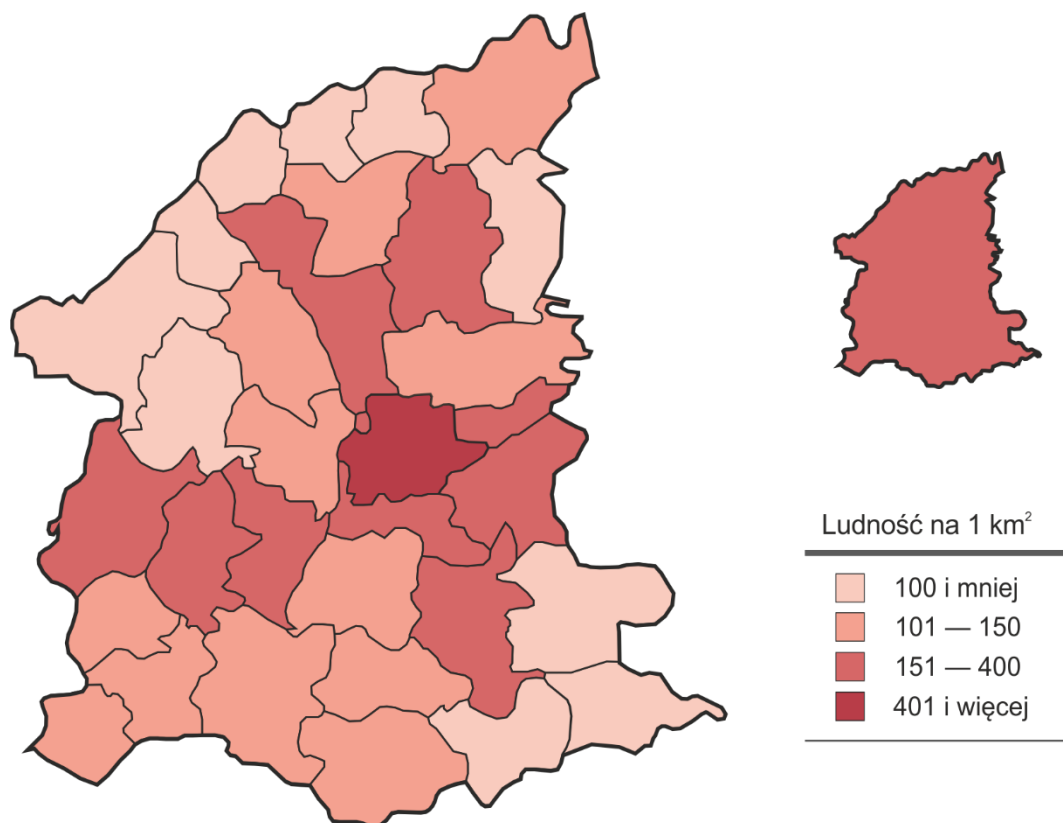 Ludność na 1 km²
100 i mniej
101 — 150
151 — 400
401 i więcej